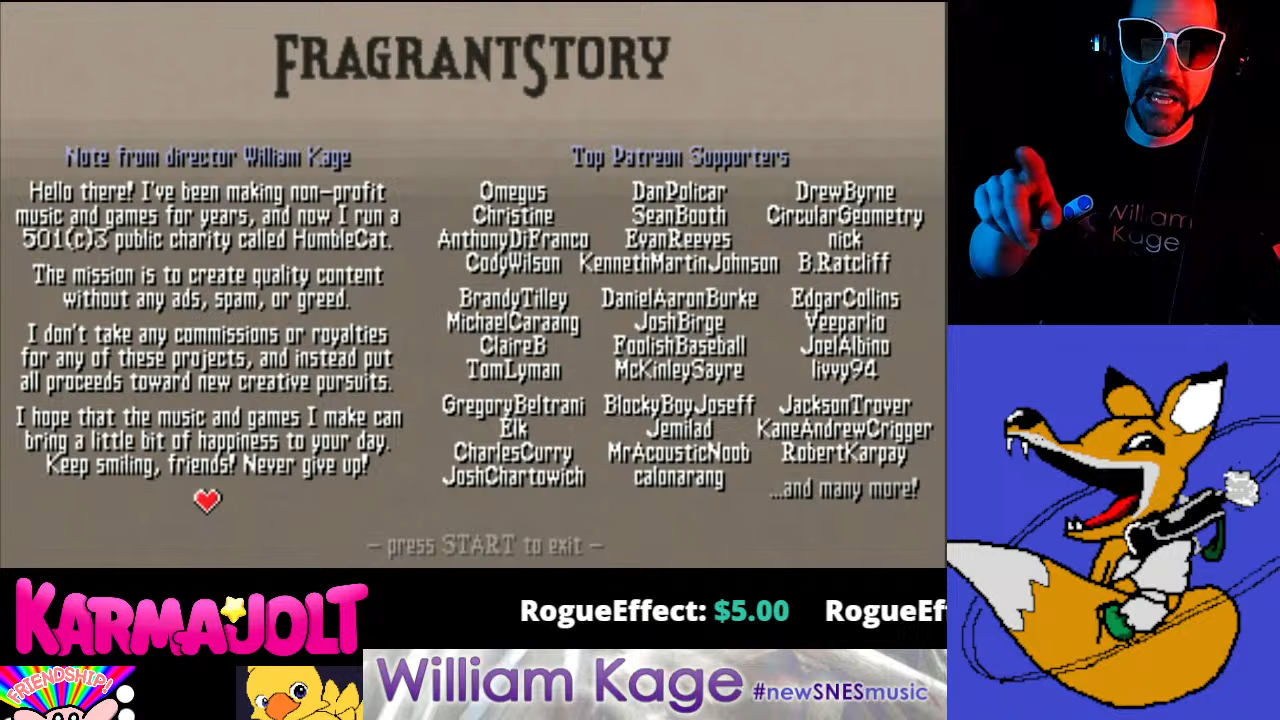 FRAGRANTSTORY
Note from director William Kage
Hello there! I've been making non-profit
music and games for years, and now I run a
501(c)3 public charity called HumbleCat.
The mission is to create quality content
without any ads, spam, or greed.
I don't take any commissions or royalties
for any of these projects, and instead put
all proceeds toward new creative pursuits.
I hope that the music and games I make can
bring a little bit of happiness to your day.
Keep smiling, friends! Never give up!
Top Patreon Supporters
Omegus DanPolicar DrewByrne
Christine SeanBooth CircularGeometry
AnthonyDiFranco EvanReeves nick
CodyWilson KennethMartinJohnson B.Ratcliff
BrandyTilley DanielAaronBurke EdgarCollins
MichaelCaraang JoshBirge Veeparlio
ClaireB FoolishBaseball JoelAlbino
TomLyman McKinleySayre livvy94
GregoryBeltrani BlockyBoyJoseff JacksonTrover
Elk Jemilad KaneAndrewCrigger
CharlesCurry MrAcousticNoob RobertKarpay
JoshChartowich calonarang ...and many more!
– press START to exit –
William
Kage
KARMAJOLT
RogueEffect: $5.00 RogueEf
FRIENDSHIP!
William Kage #newSNESmusic